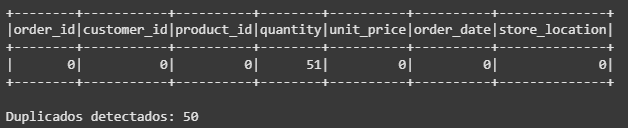 +--------+-----------+----------+--------+----------+----------+--------------+
|order_id|customer_id|product_id|quantity|unit_price|order_date|store_location|
+--------+-----------+----------+--------+----------+----------+--------------+
|       0|          0|         0|      51|         0|         0|             0|
+--------+-----------+----------+--------+----------+----------+--------------+
Duplicados detectados: 50